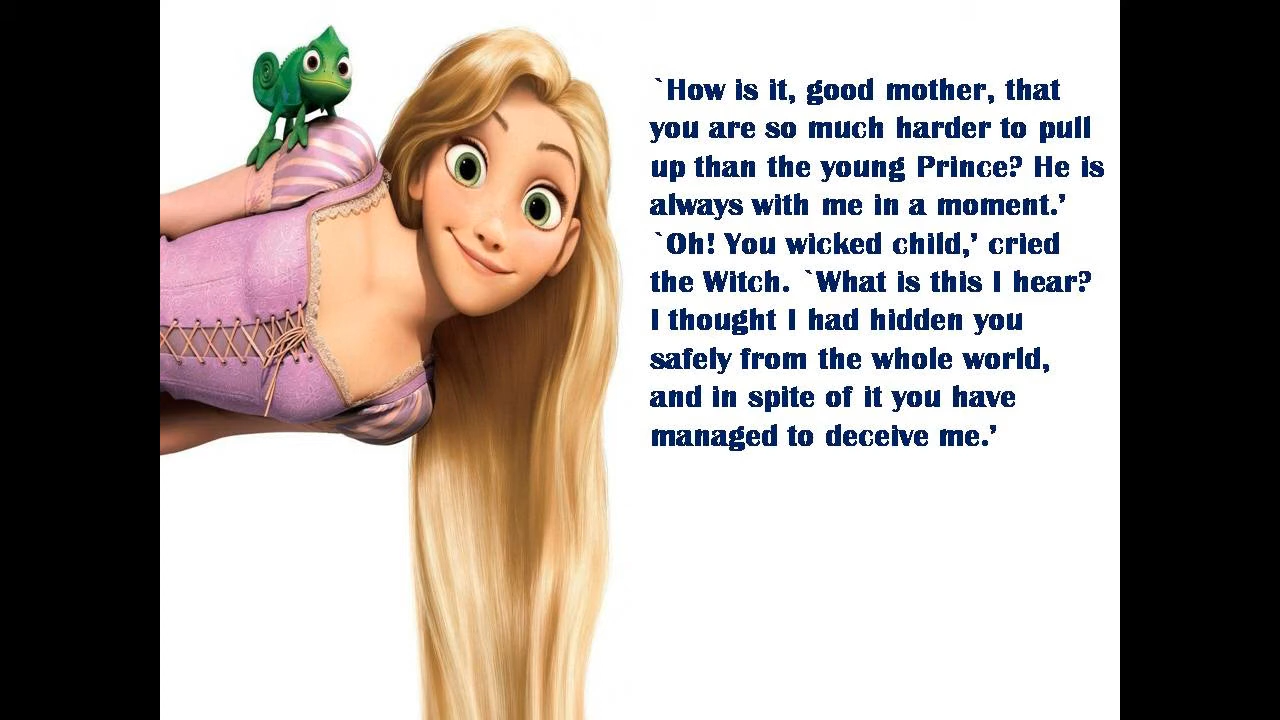 `How is it, good mother, that
you are so much harder to pull
up than the young Prince? He is
always with me in a moment.’
`Oh! You wicked child,’ cried
the Witch. `What is this I hear?
I thought I had hidden you
safely from the whole world,
and in spite of it you have
managed to deceive me.’